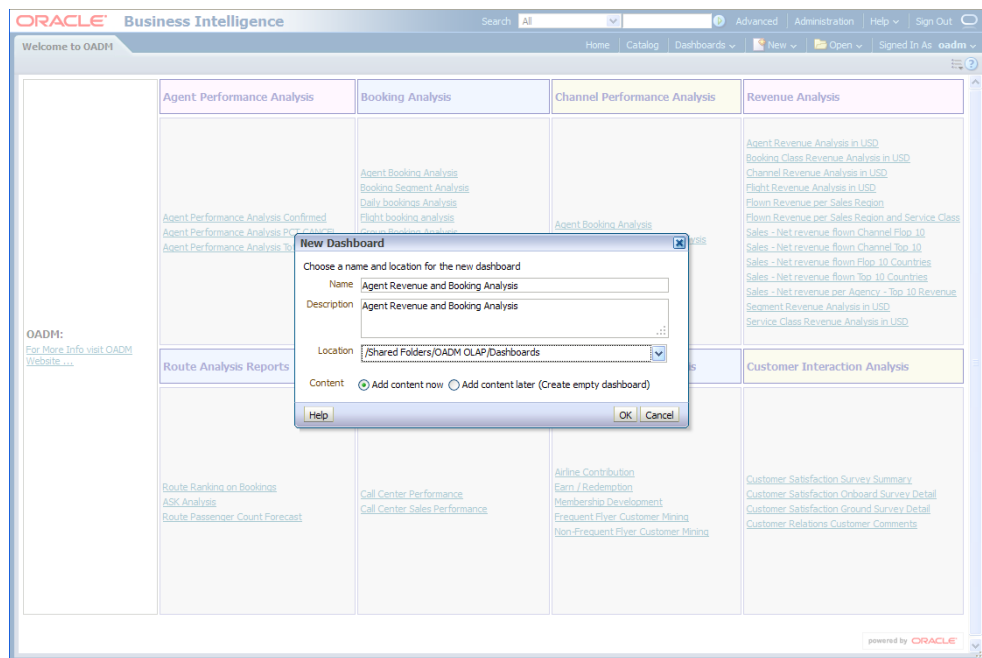 ORACLE Business Intelligence
Search All
Advanced Administration Help Sign Out
Welcome to OADM
Home Catalog Dashboards New Open Signed In As oadm
Agent Performance Analysis
Booking Analysis
Channel Performance Analysis
Revenue Analysis
Agent Performance Analysis Confirmed
Agent Performance Analysis PCT CANCEL
Agent Performance Analysis
Agent Booking Analysis
Booking Segment Analysis
Daily bookings Analysis
Flight booking analysis
Group Booking Analysis
Agent Booking Analysis
Agent Revenue Analysis in USD
Booking Class Revenue Analysis in USD
Channel Revenue Analysis in USD
Flight Revenue Analysis in USD
Flown Revenue per Sales Region
Flown Revenue per Sales Region and Service Class
Sales - Net revenue flown Channel Flop 10
Sales - Net revenue flown Channel Top 10
Sales - Net revenue flown Flop 10 Countries
Sales - Net revenue flown Top 10 Countries
Sales - Net revenue per Agency - Top 10 Revenue
Segment Revenue Analysis in USD
Service Class Revenue Analysis in USD
New Dashboard
Choose a name and location for the new dashboard
Name Agent Revenue and Booking Analysis
Description Agent Revenue and Booking Analysis
Location /Shared Folders/OADM OLAP/Dashboards
Content Add content now Add content later (Create empty dashboard)
Help OK Cancel
OADM:
For More Info visit OADM
Website ...
Route Analysis Reports
Customer Interaction Analysis
Route Ranking on Bookings
ASK Analysis
Route Passenger Count Forecast
Call Center Performance
Call Center Sales Performance
Airline Contribution
Earn / Redemption
Membership Development
Frequent Flyer Customer Mining
Non-Frequent Flyer Customer Mining
Customer Satisfaction Survey Summary
Customer Satisfaction Onboard Survey Detail
Customer Satisfaction Ground Survey Detail
Customer Relations Customer Comments
powered by ORACLE